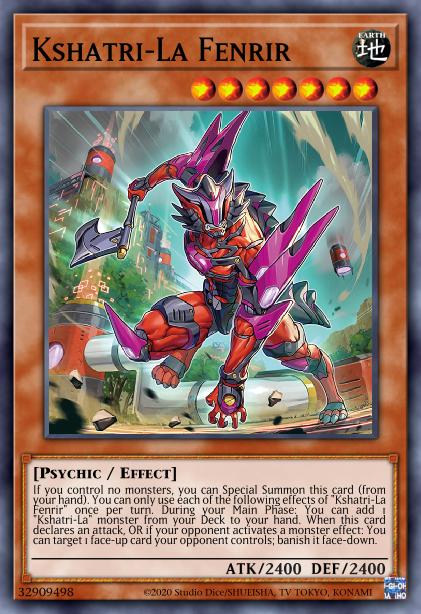 Kshatri-La Fenrir
EARTH
地
[Psychic / Effect]
If you control no monsters, you can Special Summon this card (from
your hand). You can only use each of the following effects of "Kshatri-La
Fenrir" once per turn. During your Main Phase: You can add 1
"Kshatri-La" monster from your Deck to your hand. When this card
declares an attack, OR if your opponent activates a monster effect: You
can target 1 face-up card your opponent controls; banish it face-down.
ATK/2400 DEF/2400
32909498
©2020 Studio Dice/SHUEISHA, TV TOKYO, KONAMI